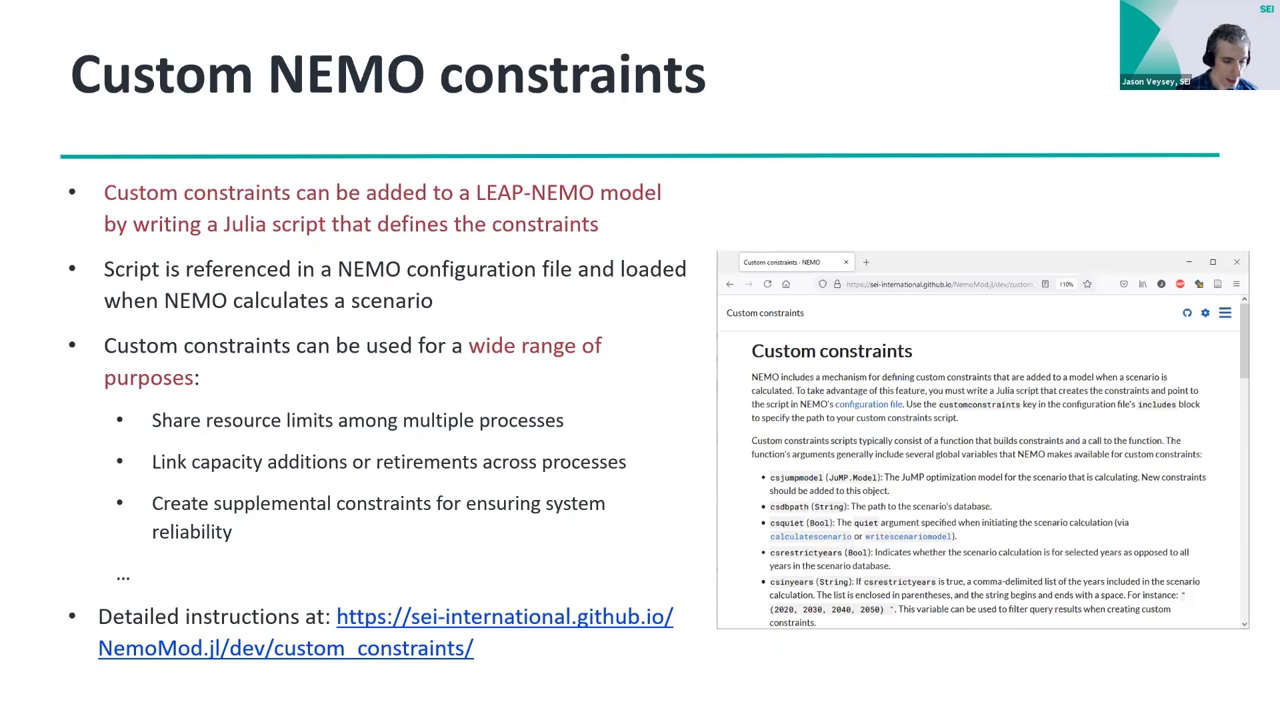 Custom NEMO constraints
SEI
Jason Veysey, SEI
• Custom constraints can be added to a LEAP-NEMO model
by writing a Julia script that defines the constraints
• Script is referenced in a NEMO configuration file and loaded
when NEMO calculates a scenario
• Custom constraints can be used for a wide range of
purposes:
• Share resource limits among multiple processes
• Link capacity additions or retirements across processes
• Create supplemental constraints for ensuring system
reliability
...
• Detailed instructions at: https://sei-international.github.io/
NemoMod.jl/dev/custom_constraints/
Custom constraints · NEMO
https://sei-international.github.io/NemoMod.jl/dev/custom
110%
Custom constraints
Custom constraints
NEMO includes a mechanism for defining custom constraints that are added to a model when a scenario is
calculated. To take advantage of this feature, you must write a Julia script that creates the constraints and point to
the script in NEMO's configuration file. Use the customconstraints key in the configuration file's includes block
to specify the path to your custom constraints script.
Custom constraints scripts typically consist of a function that builds constraints and a call to the function. The
function's arguments generally include several global variables that NEMO makes available for custom constraints:
• csjumpmodel (JuMP.Model): The JuMP optimization model for the scenario that is calculating. New constraints
should be added to this object.
• csdbpath (String): The path to the scenario's database.
• csquiet (Bool): The quiet argument specified when initiating the scenario calculation (via
calculatescenario or writescenariomodel).
• csrestrictyears (Bool): Indicates whether the scenario calculation is for selected years as opposed to all
years in the scenario database.
• csinyears (String): If csrestrictyears is true, a comma-delimited list of the years included in the scenario
calculation. The list is enclosed in parentheses, and the string begins and ends with a space. For instance: "
(2020, 2030, 2040, 2050) ". This variable can be used to filter query results when creating custom
constraints.